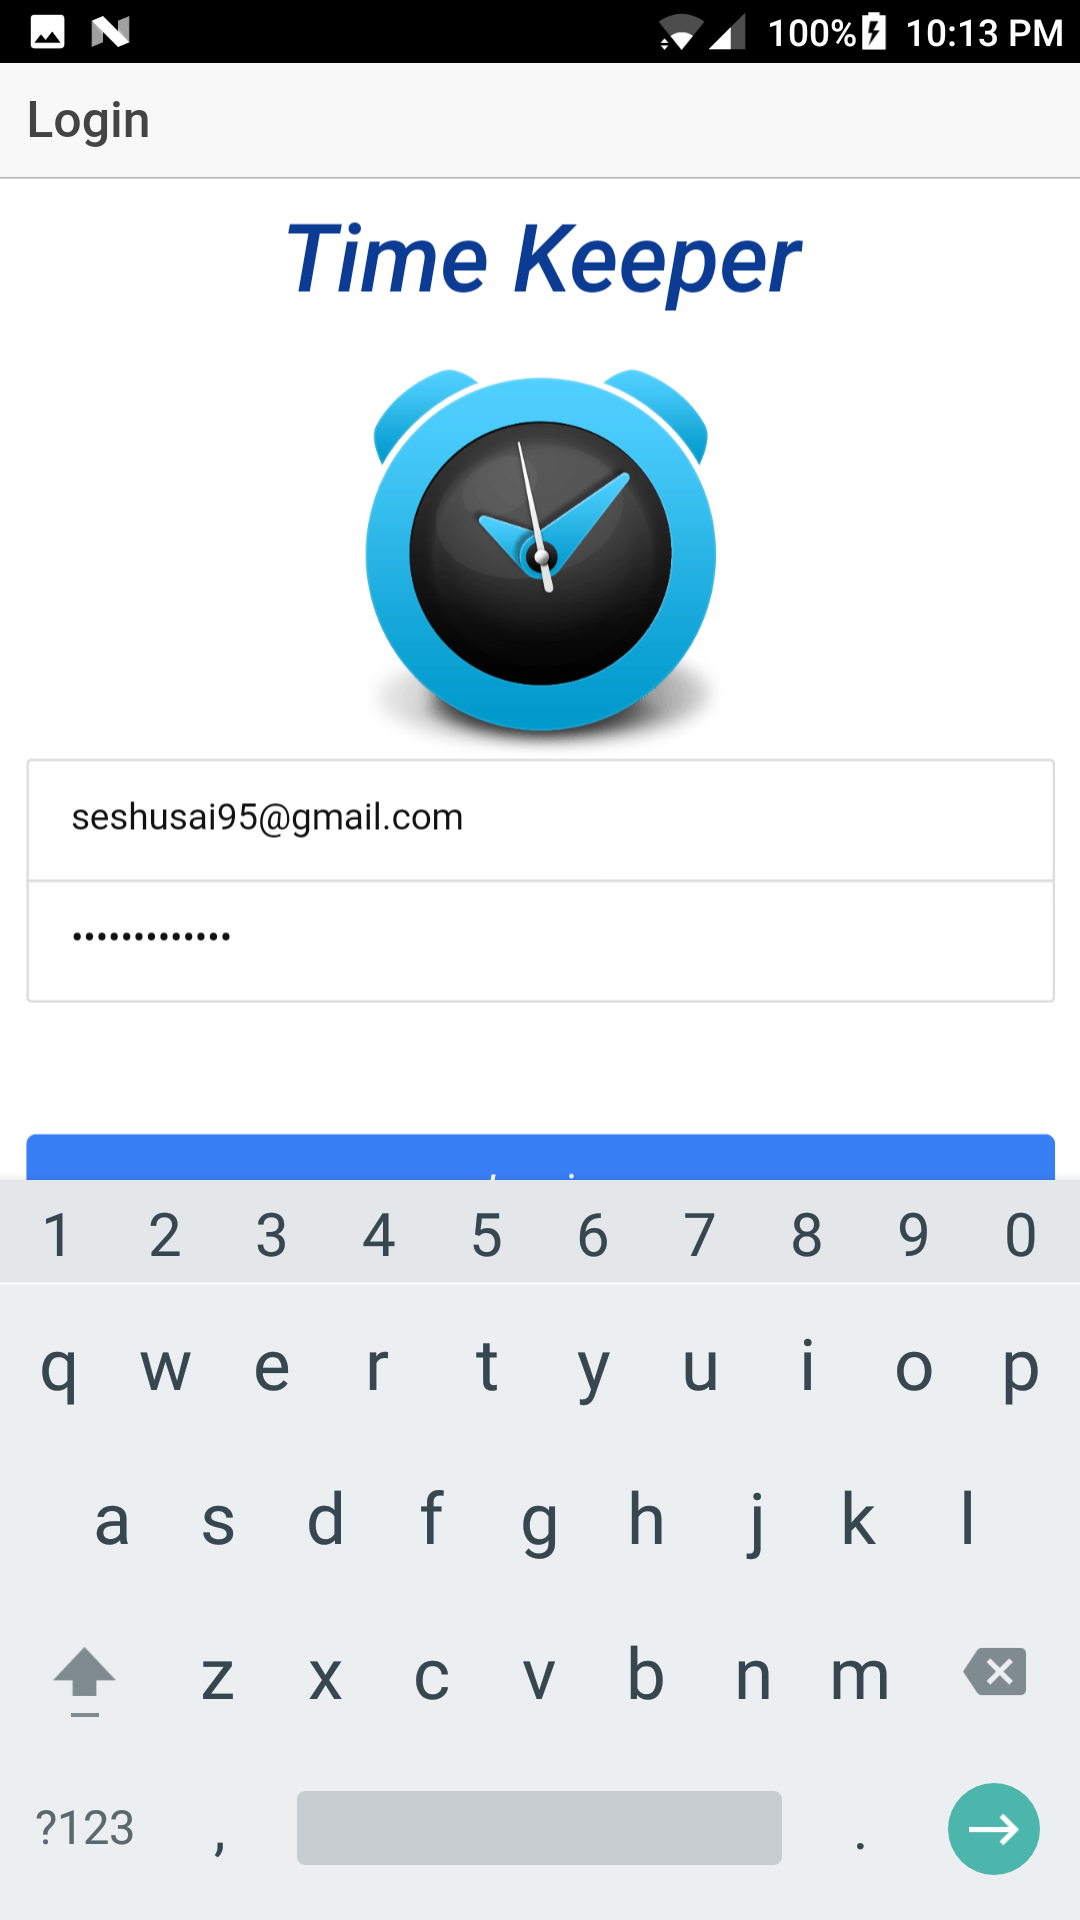 100% 10:13 PM
Login
Time Keeper
seshusai95@gmail.com
•••••••••••••
1 2 3 4 5 6 7 8 9 0
q w e r t y u i o p
a s d f g h j k l
z x c v b n m
?123 , .